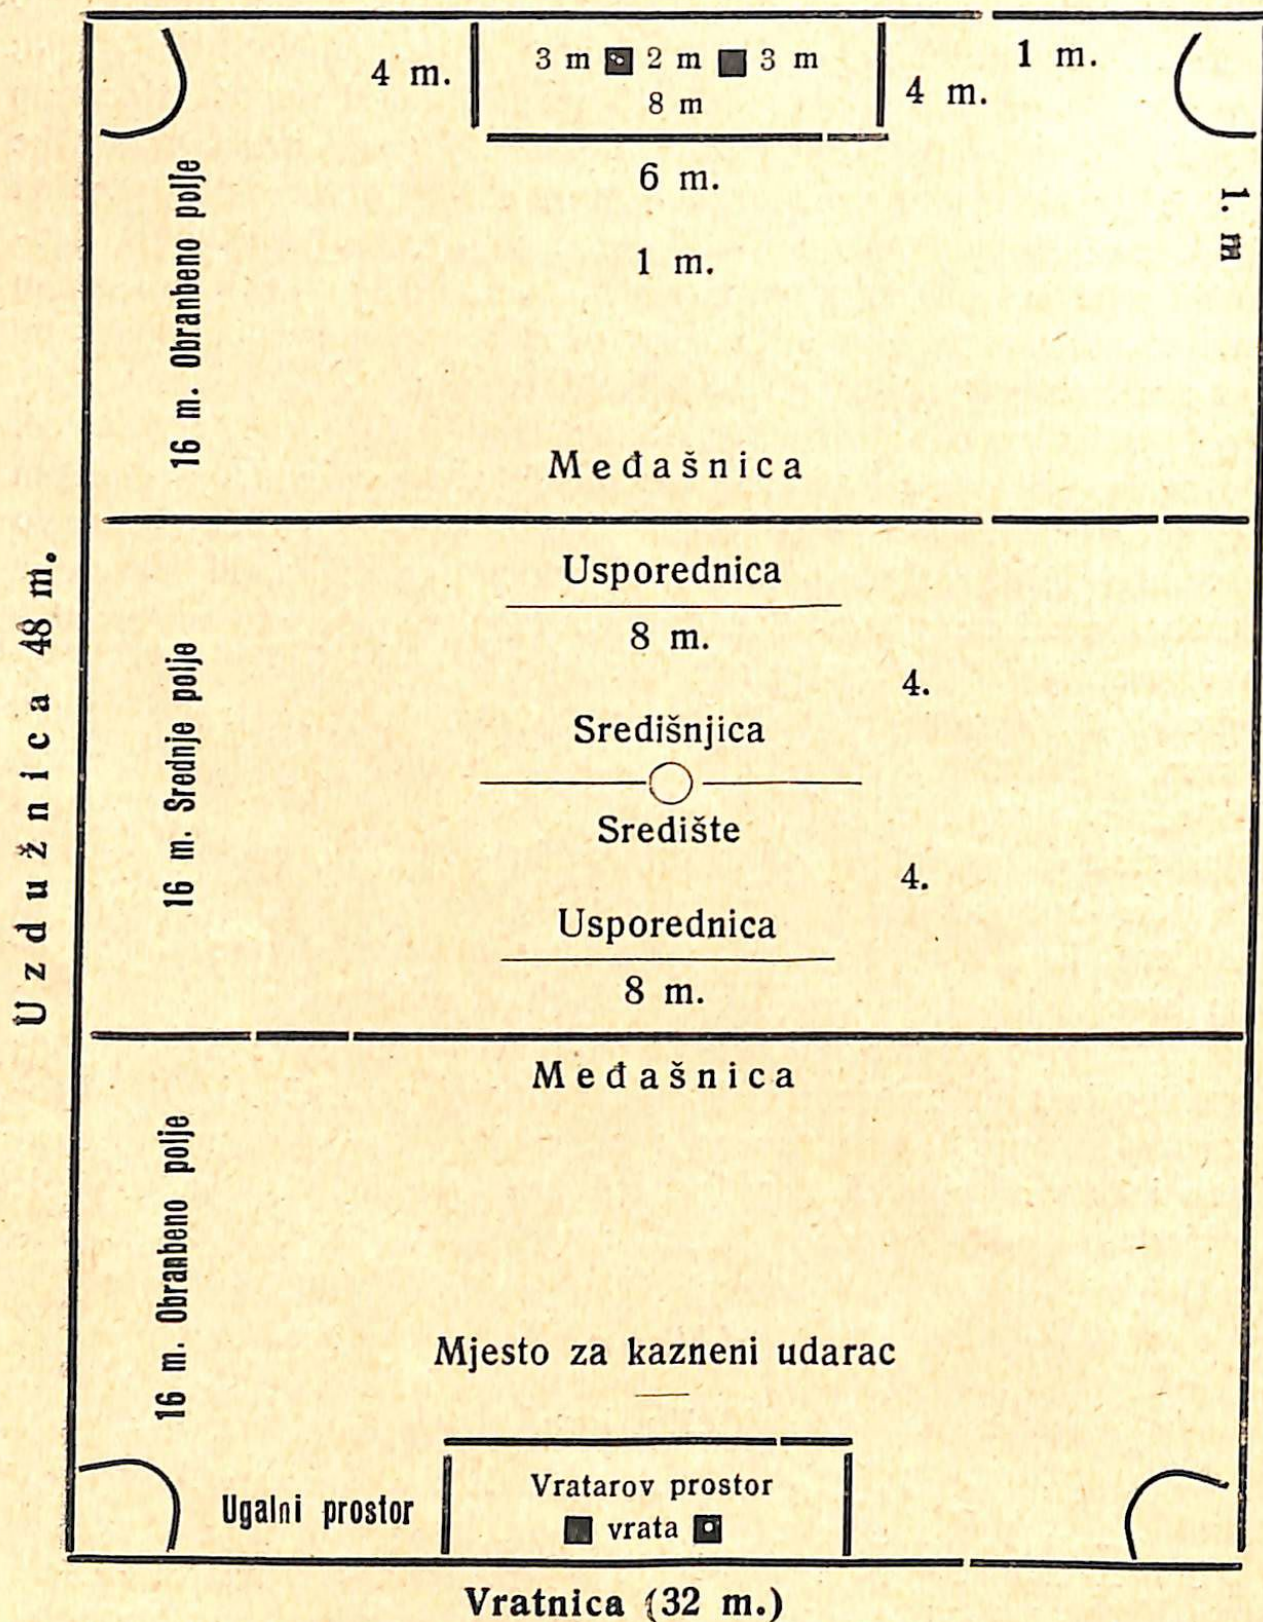 3 m 2 m 3 m
8 m
4 m.
4 m.
1 m.
6 m.
1 m.
1. m
16 m. Obranbeno polje
Međašnica
Uzdužnica 48 m.
Usporednica
8 m.
4.
16 m. Srednje polje
Središnjica
Središte
4.
Usporednica
8 m.
Međašnica
16 m. Obranbeno polje
Mjesto za kazneni udarac
Ugalni prostor
Vratarov prostor
vrata
Vratnica (32 m.)